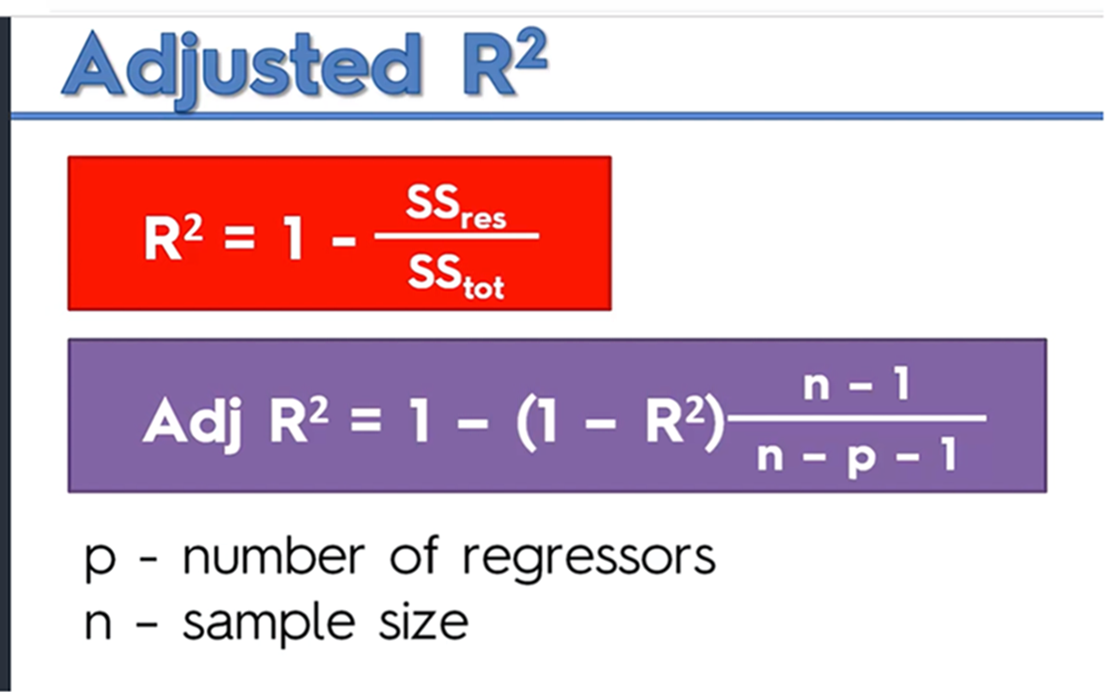 Adjusted R²
R² = 1 - SSres / SStot
Adj R² = 1 – (1 – R²) n – 1 / n – p – 1
p - number of regressors
n – sample size